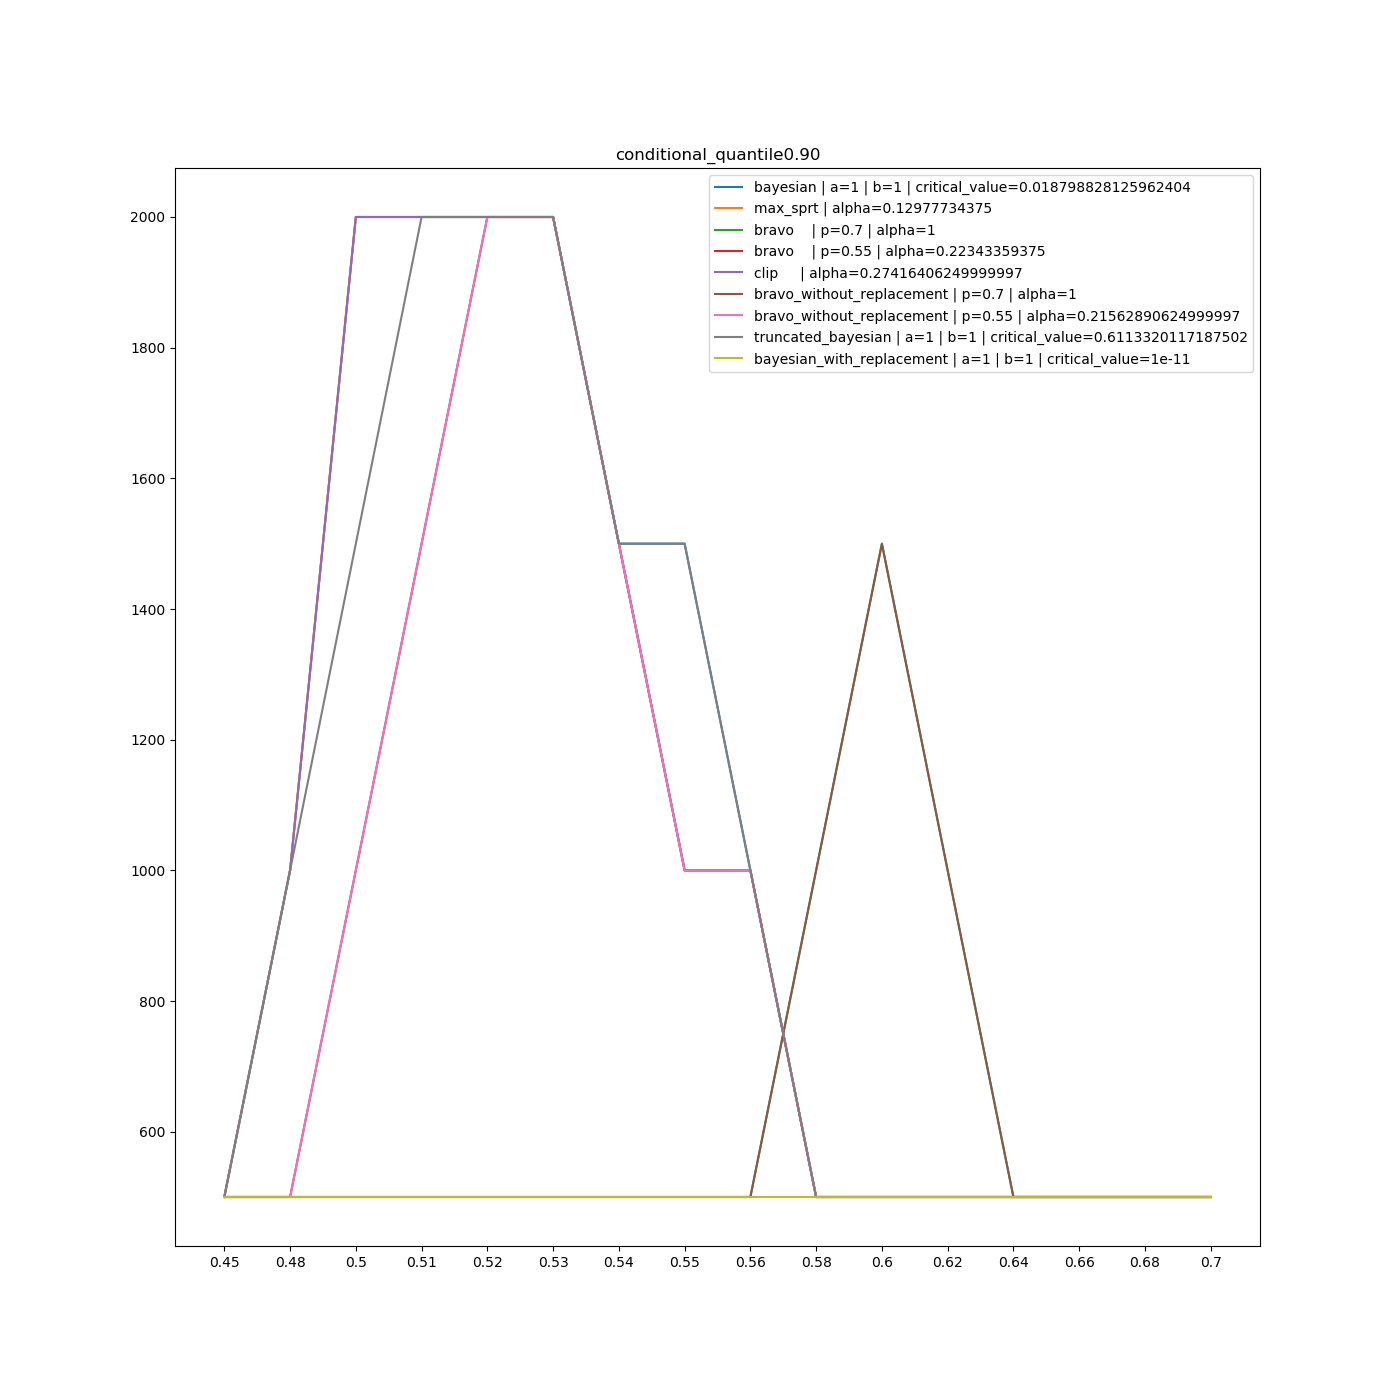 conditional_quantile0.90
bayesian | a=1 | b=1 | critical_value=0.018798828125962404
max_sprt | alpha=0.12977734375
bravo    | p=0.7 | alpha=1
bravo    | p=0.55 | alpha=0.22343359375
clip     | alpha=0.27416406249999997
bravo_without_replacement | p=0.7 | alpha=1
bravo_without_replacement | p=0.55 | alpha=0.21562890624999997
truncated_bayesian | a=1 | b=1 | critical_value=0.6113320117187502
bayesian_with_replacement | a=1 | b=1 | critical_value=1e-11
2000
1800
1600
1400
1200
1000
800
600
0.45 0.48 0.5 0.51 0.52 0.53 0.54 0.55 0.56 0.58 0.6 0.62 0.64 0.66 0.68 0.7